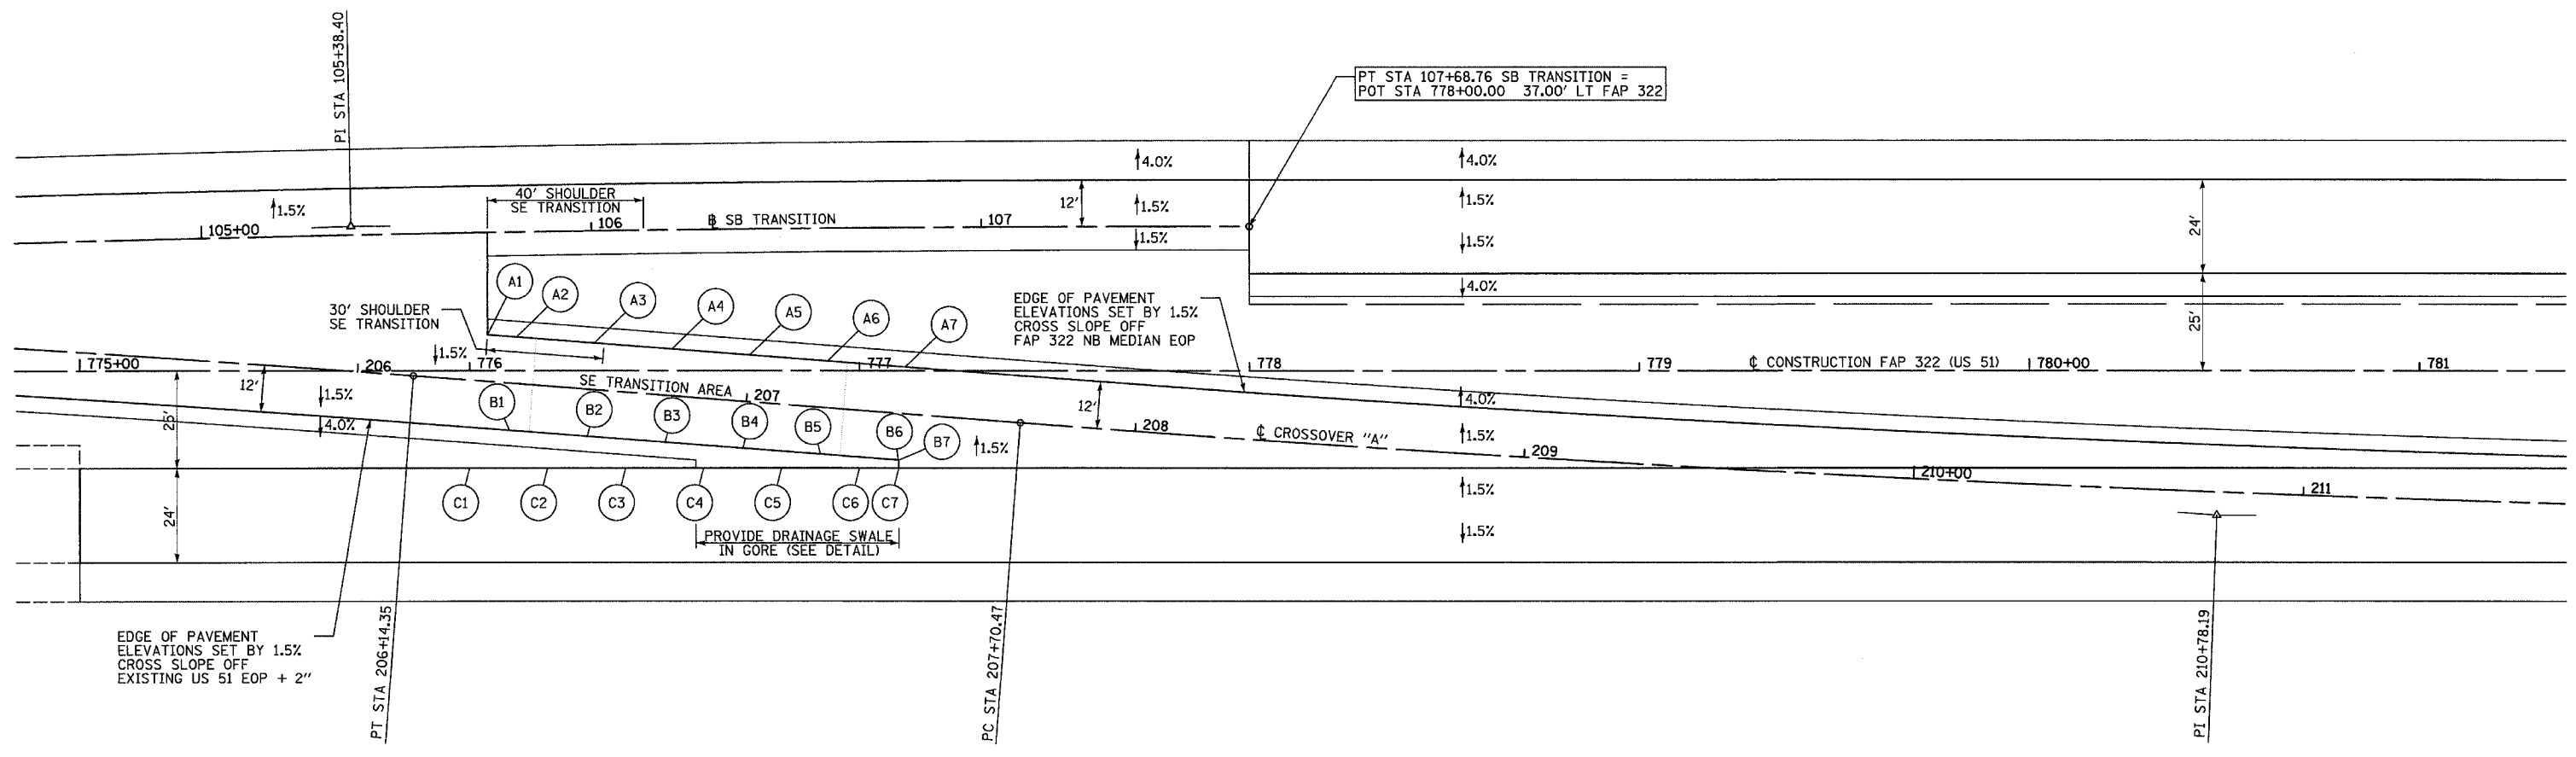 PI STA 105+38.40
PT STA 107+68.76 SB TRANSITION =
POT STA 778+00.00 37.00' LT FAP 322
4.0%
4.0%
40' SHOULDER
SE TRANSITION
1.5%
105+00
106
B SB TRANSITION
107
12'
1.5%
1.5%
1.5%
1.5%
24'
4.0%
25'
A1
A2
A3
A4
A5
A6
A7
30' SHOULDER
SE TRANSITION
EDGE OF PAVEMENT
ELEVATIONS SET BY 1.5%
CROSS SLOPE OFF
FAP 322 NB MEDIAN EOP
775+00
206
1.5%
776
777
778
779
℄ CONSTRUCTION FAP 322 (US 51)
780+00
781
12'
25'
1.5%
4.0%
SE TRANSITION AREA
207
12'
4.0%
B1
B2
B3
B4
B5
B6
B7
1.5%
208
℄ CROSSOVER "A"
1.5%
209
210+00
211
C1
C2
C3
C4
C5
C6
C7
1.5%
1.5%
24'
PROVIDE DRAINAGE SWALE
IN GORE (SEE DETAIL)
EDGE OF PAVEMENT
ELEVATIONS SET BY 1.5%
CROSS SLOPE OFF
EXISTING US 51 EOP + 2"
PT STA 206+14.35
PC STA 207+70.47
PI STA 210+78.19